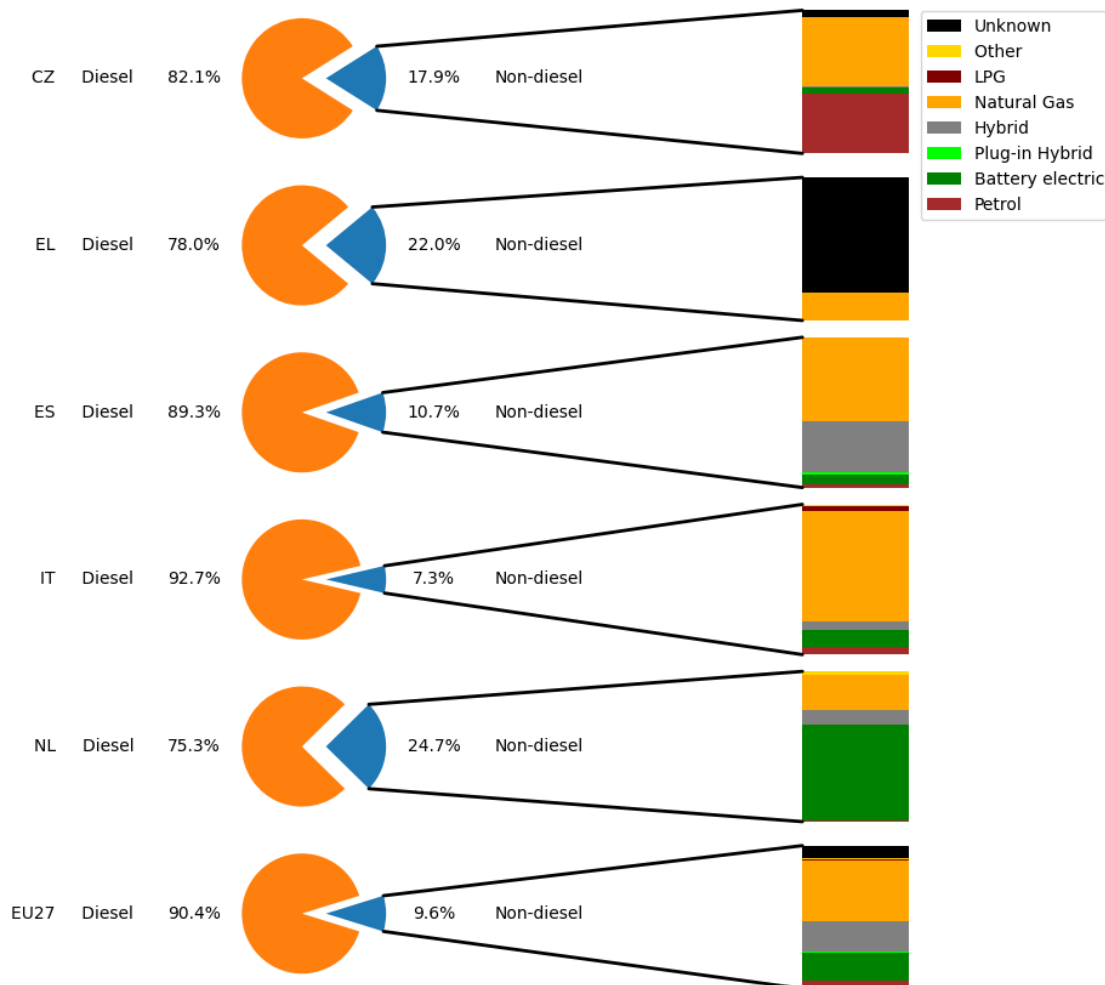 Unknown
Other
LPG
Natural Gas
Hybrid
Plug-in Hybrid
Battery electric
Petrol
CZ Diesel 82.1% 17.9% Non-diesel
EL Diesel 78.0% 22.0% Non-diesel
ES Diesel 89.3% 10.7% Non-diesel
IT Diesel 92.7% 7.3% Non-diesel
NL Diesel 75.3% 24.7% Non-diesel
EU27 Diesel 90.4% 9.6% Non-diesel